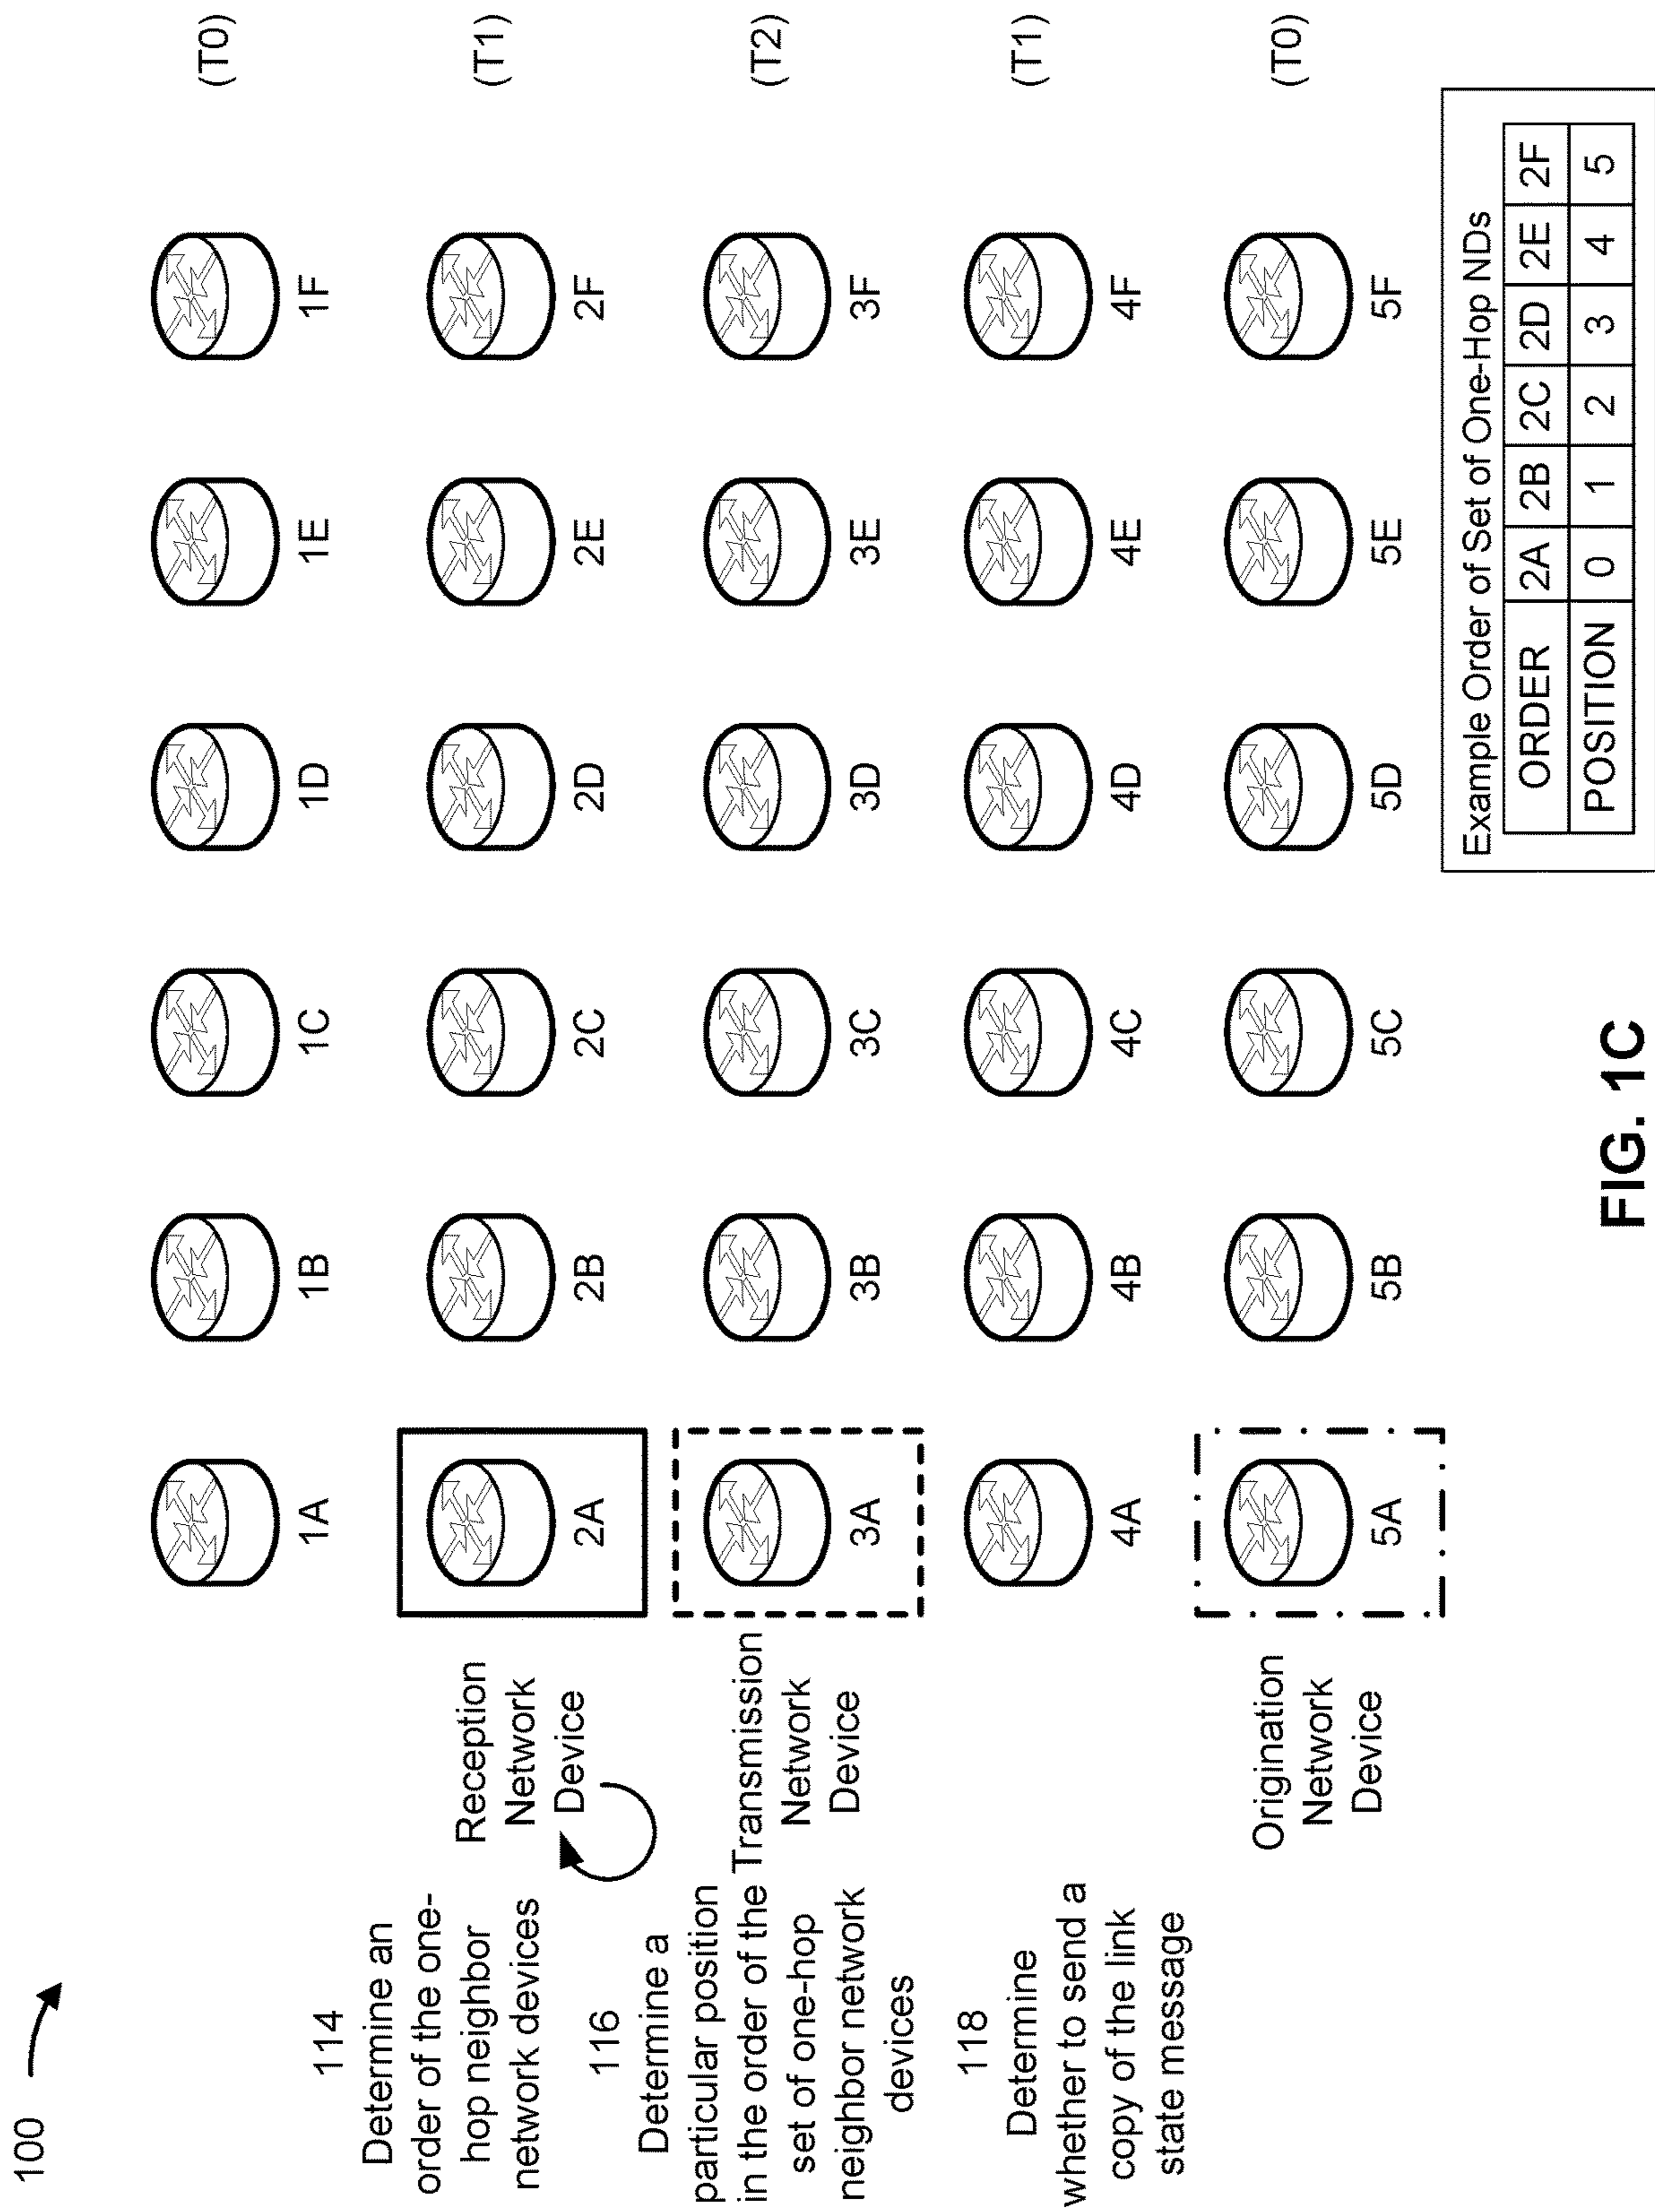 100
114
Determine an
order of the one-
hop neighbor
network devices
116
Determine a
particular position
in the order of the
set of one-hop
neighbor network
devices
118
Determine
whether to send a
copy of the link
state message
Reception
Network
Device
Transmission
Network
Device
Origination
Network
Device
1A 1B 1C 1D 1E 1F (T0)
2A 2B 2C 2D 2E 2F (T1)
3A 3B 3C 3D 3E 3F (T2)
4A 4B 4C 4D 4E 4F (T1)
5A 5B 5C 5D 5E 5F (T0)
Example Order of Set of One-Hop NDs
ORDER 2A 2B 2C 2D 2E 2F
POSITION 0 1 2 3 4 5
FIG. 1C